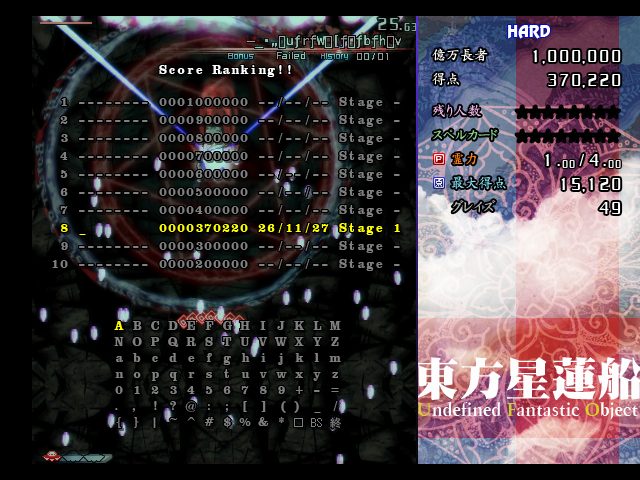 25.63
Bonus Failed History 00/01
Score Ranking!!
1 -------- 0001000000 --/--/-- Stage -
2 -------- 0000900000 --/--/-- Stage -
3 -------- 0000800000 --/--/-- Stage -
4 -------- 0000700000 --/--/-- Stage -
5 -------- 0000600000 --/--/-- Stage -
6 -------- 0000500000 --/--/-- Stage -
7 -------- 0000400000 --/--/-- Stage -
8 _ 0000370220 26/11/27 Stage 1
9 -------- 0000300000 --/--/-- Stage -
10 -------- 0000200000 --/--/-- Stage -
A B C D E F G H I J K L M
N O P Q R S T U V W X Y Z
a b c d e f g h i j k l m
n o p q r s t u v w x y z
0 1 2 3 4 5 6 7 8 9 + - =
. , ! ? @ : ; [ ] ( ) _ /
{ } | ~ ^ # $ % & * □ BS 終
HARD
億万長者 1,000,000
得点 370,220
残り人数
スペルカード
P 霊力 1.00/4.00
点 最大得点 15,120
グレイズ 49
東方星蓮船
Undefined Fantastic Object